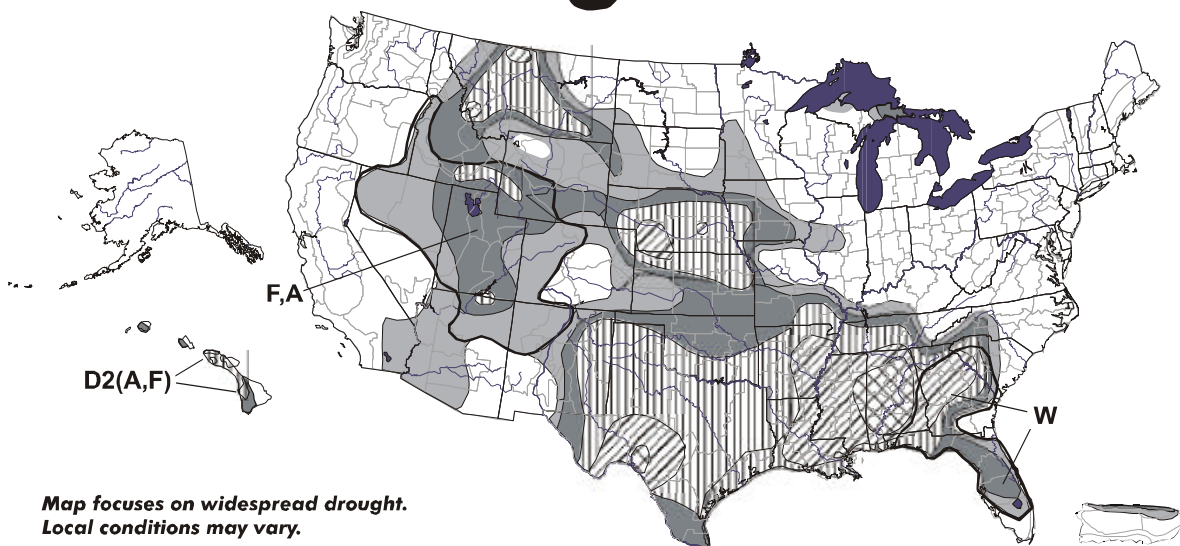 F,A
D2(A,F)
W
Map focuses on widespread drought.
Local conditions may vary.